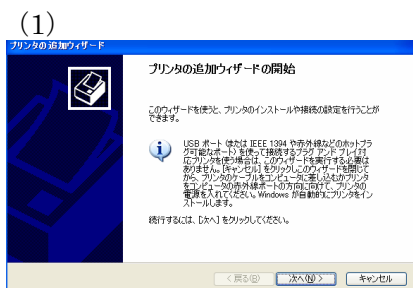 (1)
プリンタの追加ウィザード
プリンタの追加ウィザードの開始
このウィザードを使うと、プリンタのインストールや接続の設定を行うことが
できます。
USB ポート (または IEEE 1394 や赤外線などのホットプラ
グ可能なポート) を使って接続するプラグ アンド プレイ対
応プリンタを使う場合は、このウィザードを実行する必要は
ありません。[キャンセル] をクリックしてこのウィザードを閉じて
から、プリンタのケーブルをコンピュータに差し込むかプリンタ
をコンピュータの赤外線ポートの方向に向けて、プリンタの
電源を入れてください。Windows が自動的にプリンタをイン
ストールします。
続行するには、[次へ] をクリックしてください。
< 戻る(B) 次へ(N) > キャンセル